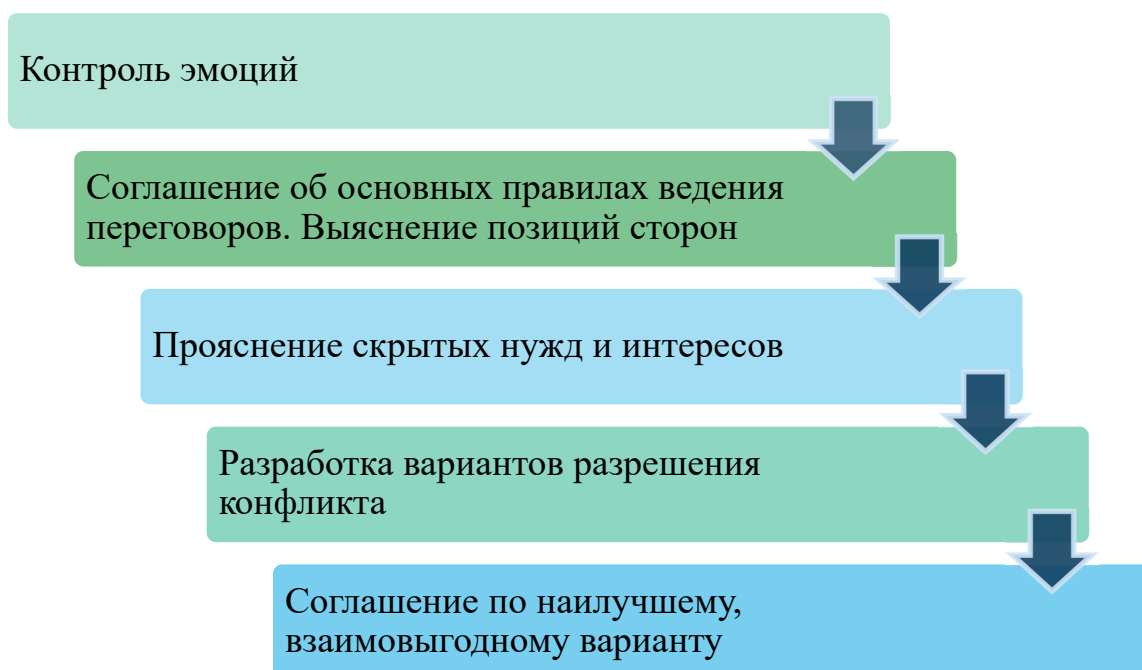 Контроль эмоций
Соглашение об основных правилах ведения
переговоров. Выяснение позиций сторон
Прояснение скрытых нужд и интересов
Разработка вариантов разрешения
конфликта
Соглашение по наилучшему,
взаимовыгодному варианту